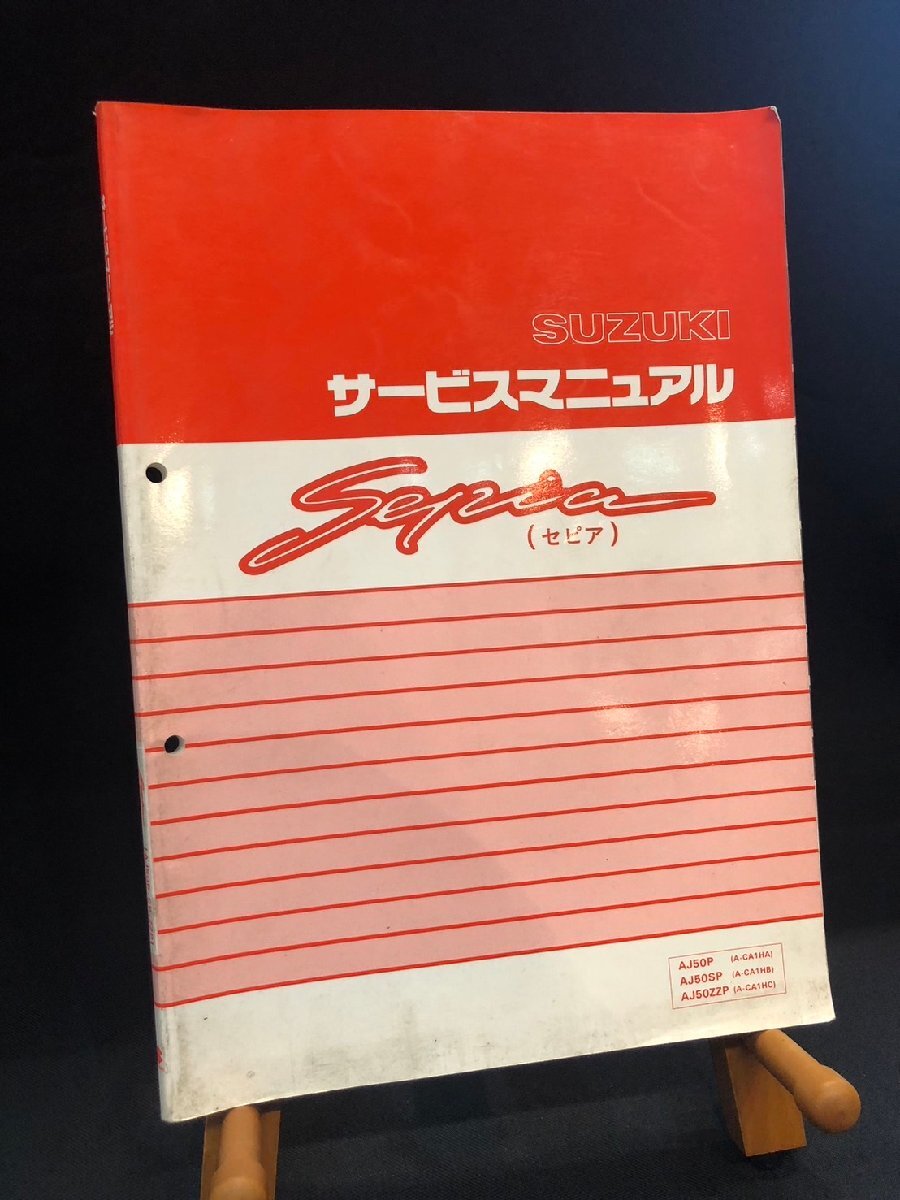 SUZUKI
サービスマニュアル
Sepia
(セピア)
AJ50P (A-CA1HA)
AJ50SP (A-CA1HB)
AJ50ZZP (A-CA1HC)